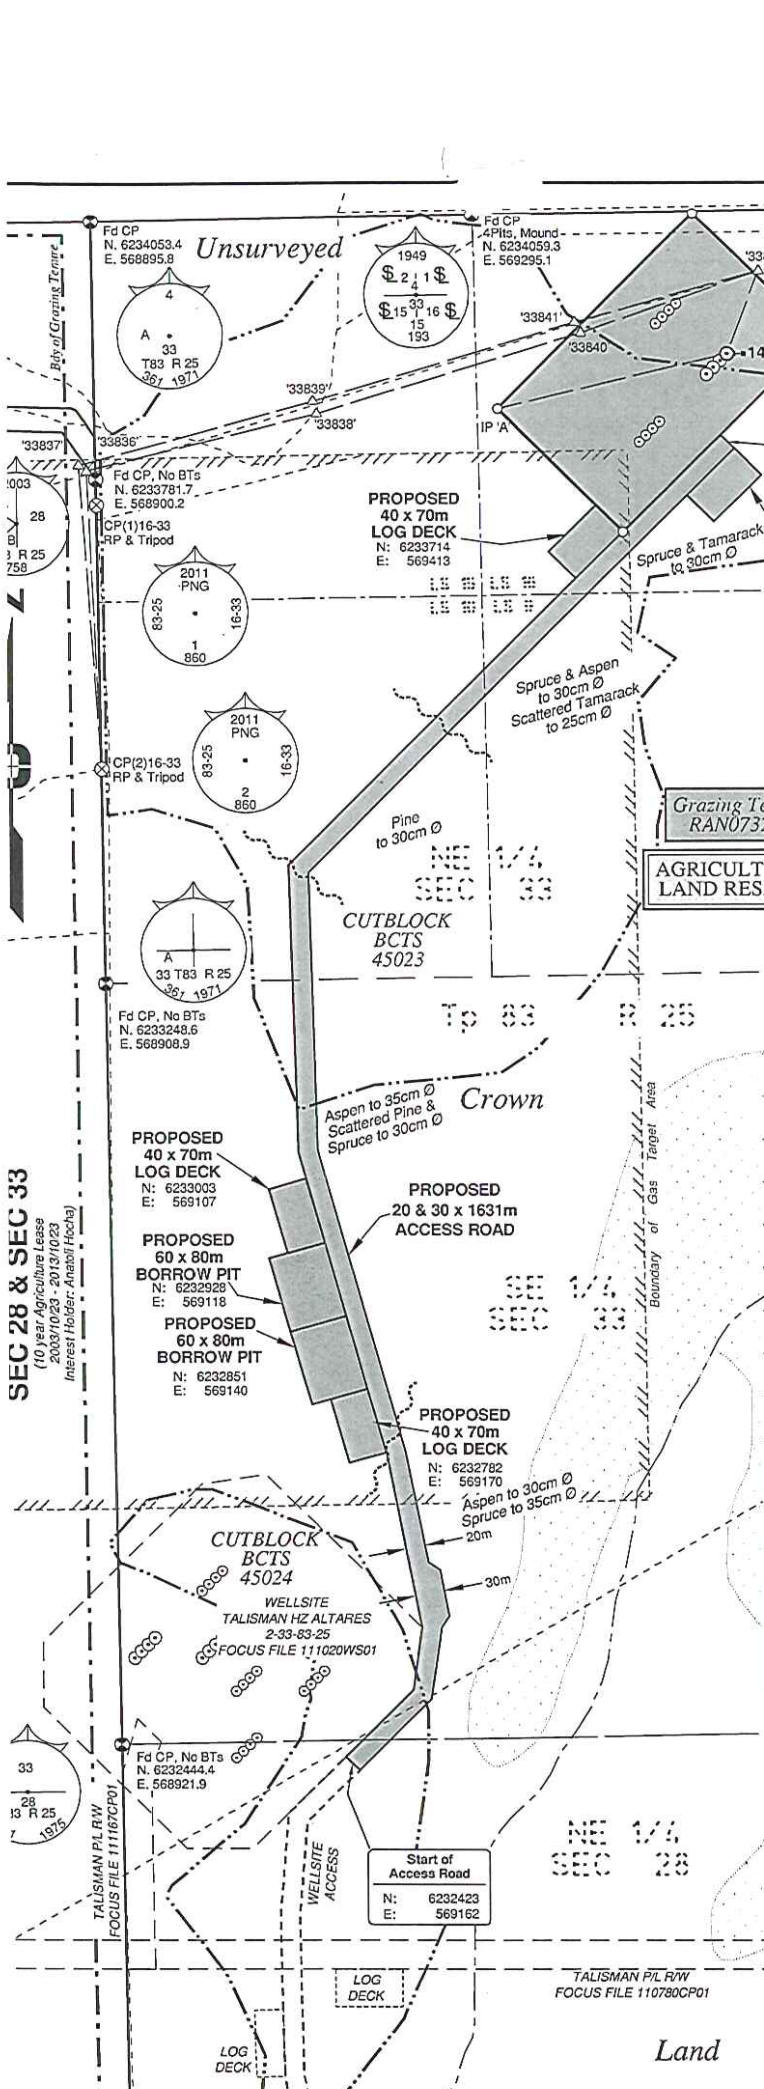 Fd CP
N. 6234053.4
E. 568895.8
Unsurveyed
Fd CP
4Pits, Mound
N. 6234059.3
E. 569295.1
Bdy of Grazing Tenure
4
A
33
T83 R 25
361 1971
1949
2 1
4
33
15 16
15
193
'33841'
'33840
'33839'
'33838'
'33837'
'33836'
IP 'A'
2003
28
R 25
758
Fd CP, No BTs
N. 6233781.7
E. 568900.2
CP(1)16-33
RP & Tripod
PROPOSED
40 x 70m
LOG DECK
N: 6233714
E: 569413
Spruce & Tamarack
to 30cm Ø
2011
PNG
83-25
16-33
1
860
Spruce & Aspen
to 30cm Ø
Scattered Tamarack
to 25cm Ø
2011
PNG
83-25
16-33
2
860
CP(2)16-33
RP & Tripod
Pine
to 30cm Ø
Grazing
NE 1/4
SEC 33
AGRICULT
LAND RES
CUTBLOCK
BCTS
45023
A
33 T83 R 25
361 1971
Fd CP, No BTs
N. 6233248.6
E. 568908.9
Tp 83 R 25
Crown
Aspen to 35cm Ø
Scattered Pine &
Spruce to 30cm Ø
Boundary of Gas Target Area
PROPOSED
40 x 70m
LOG DECK
N: 6233003
E: 569107
PROPOSED
20 & 30 x 1631m
ACCESS ROAD
SEC 28 & SEC 33
(10 year Agriculture Lease
2003/10/23 - 2013/10/23
Interest Holder: Anatoli Hocha)
PROPOSED
60 x 80m
BORROW PIT
N: 6232928
E: 569118
SE 1/4
SEC 33
PROPOSED
60 x 80m
BORROW PIT
N: 6232851
E: 569140
PROPOSED
40 x 70m
LOG DECK
N: 6232782
E: 569170
Aspen to 30cm Ø
Spruce to 35cm Ø
20m
30m
CUTBLOCK
BCTS
45024
WELLSITE
TALISMAN HZ ALTARES
2-33-83-25
FOCUS FILE 111020WS01
Fd CP, No BTs
N. 6232444.4
E. 568921.9
33
28
R 25
1975
TALISMAN P/L R/W
FOCUS FILE 111167CP01
WELLSITE
ACCESS
Start of
Access Road
N: 6232423
E: 569162
NE 1/4
SEC 28
LOG
DECK
TALISMAN P/L R/W
FOCUS FILE 110780CP01
LOG
DECK
Land